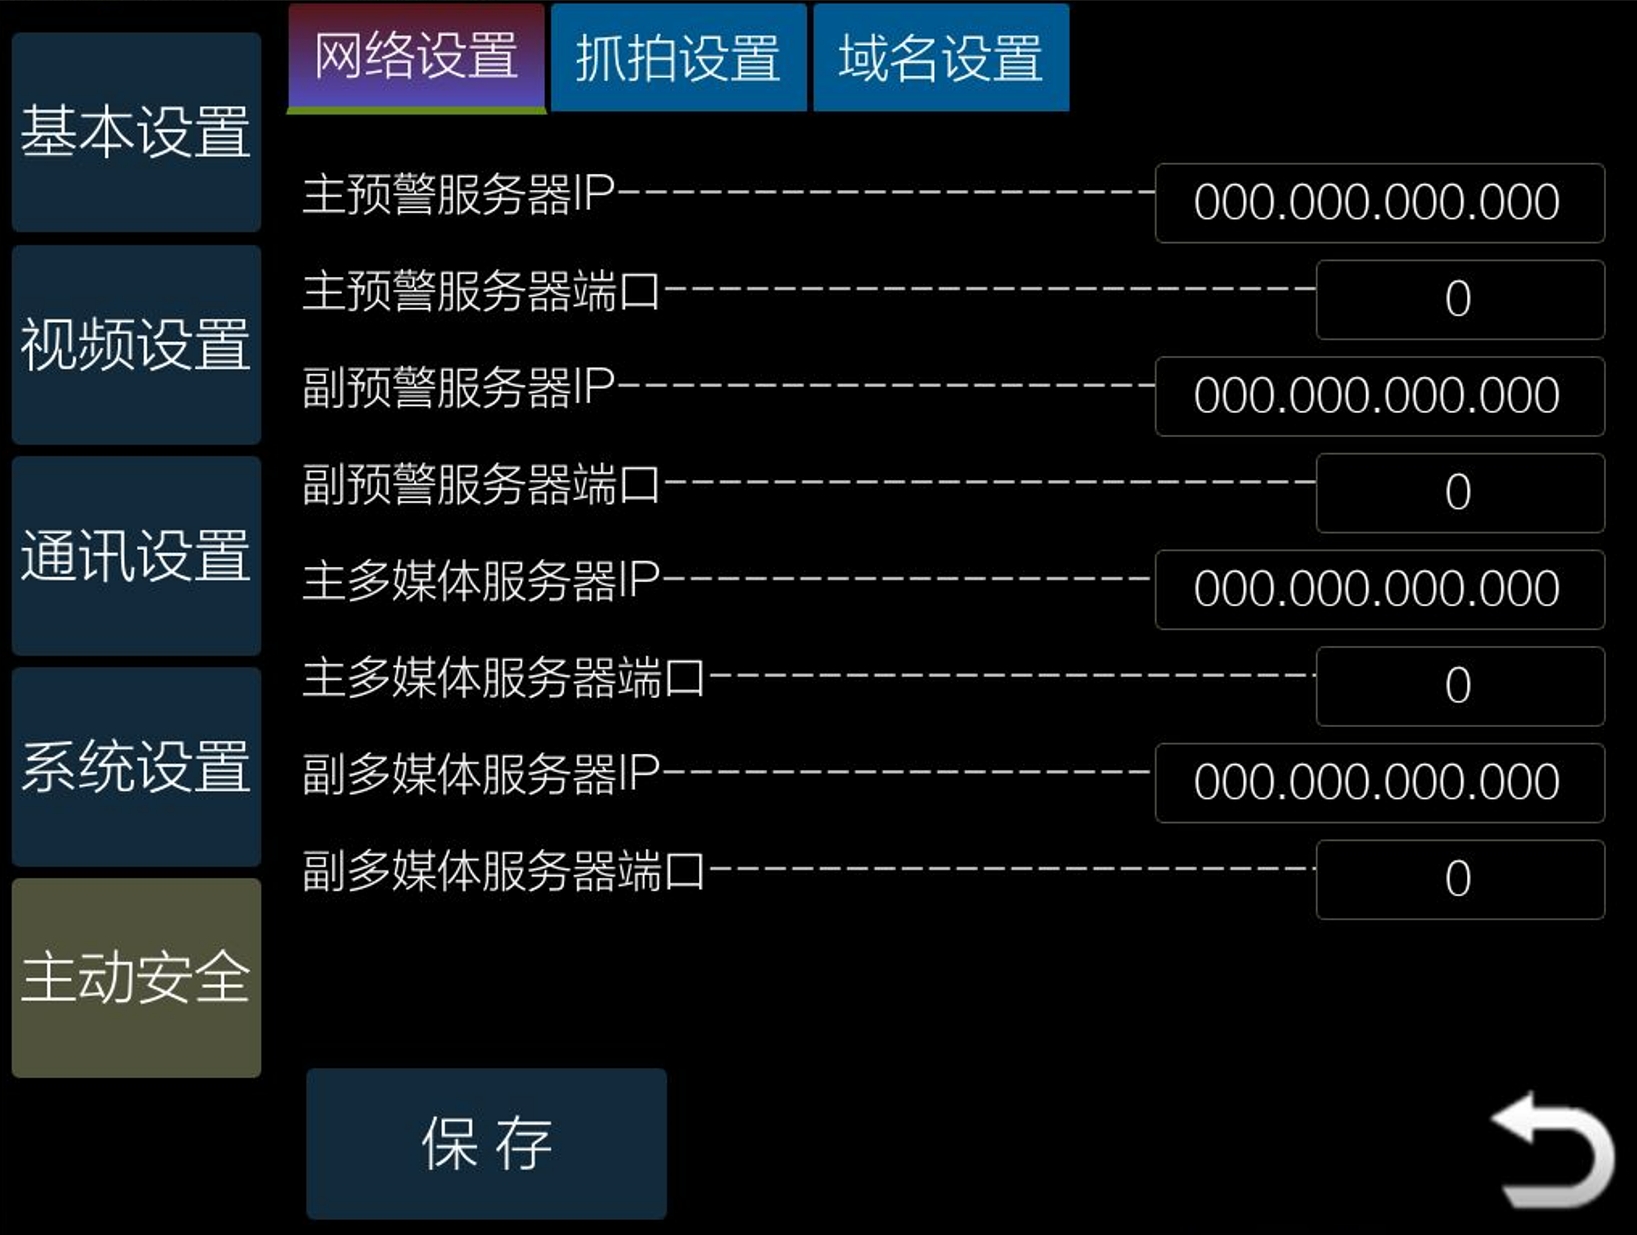 网络设置 抓拍设置 域名设置
基本设置
视频设置
通讯设置
系统设置
主动安全
主预警服务器IP-------------------- 000.000.000.000
主预警服务器端口------------------------ 0
副预警服务器IP-------------------- 000.000.000.000
副预警服务器端口------------------------ 0
主多媒体服务器IP------------------ 000.000.000.000
主多媒体服务器端口----------------------- 0
副多媒体服务器IP------------------ 000.000.000.000
副多媒体服务器端口----------------------- 0
保 存